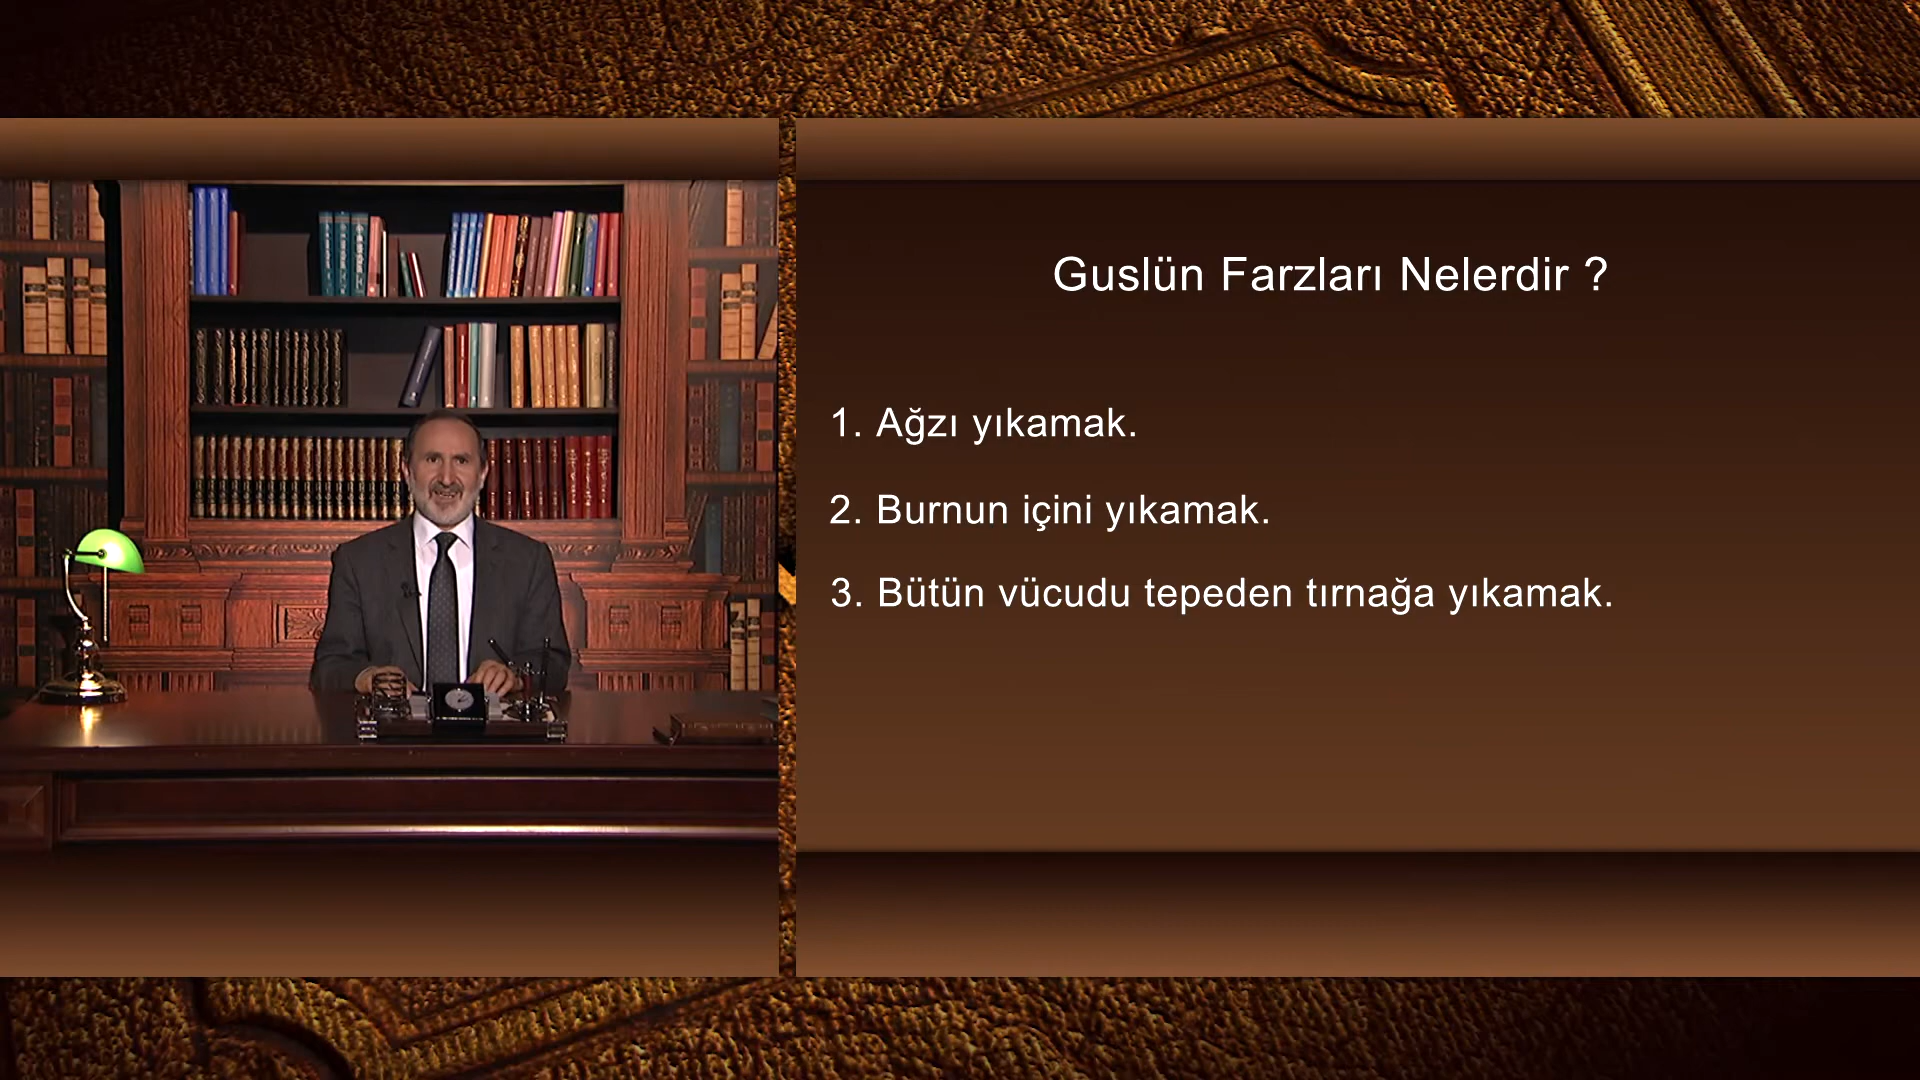 Guslün Farzları Nelerdir ?
1. Ağzı yıkamak.
2. Burnun içini yıkamak.
3. Bütün vücudu tepeden tırnağa yıkamak.